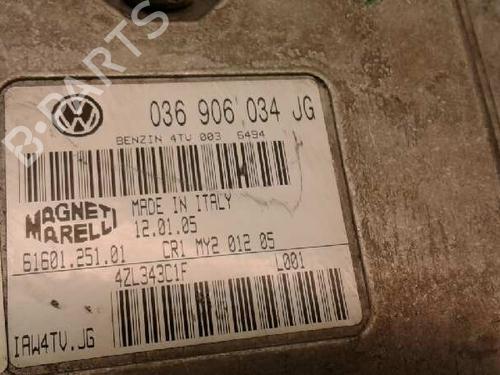 B-PARTS
036 906 034 JG
BENZIN 4TV 003 6494
MAGNETI MARELLI
MADE IN ITALY
12.01.05
61601.251.01 CR1 MY2 012 05
4ZL343C1F L001
IAW4TV.JG